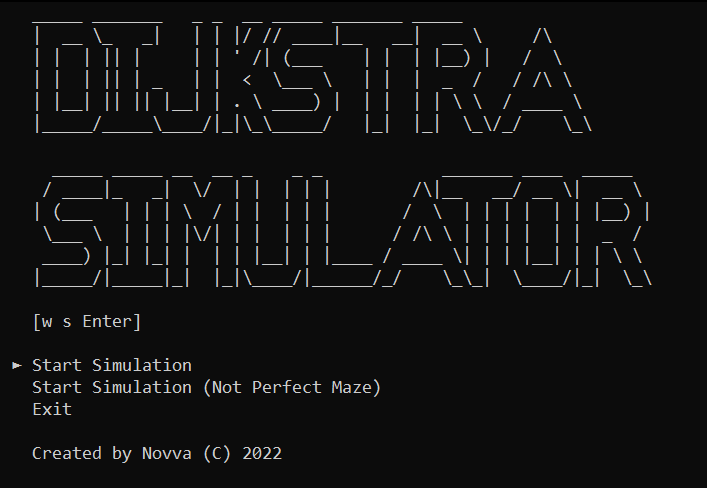 DIJKSTRA
SIMULATOR
[w s Enter]
► Start Simulation
Start Simulation (Not Perfect Maze)
Exit
Created by Novva (C) 2022